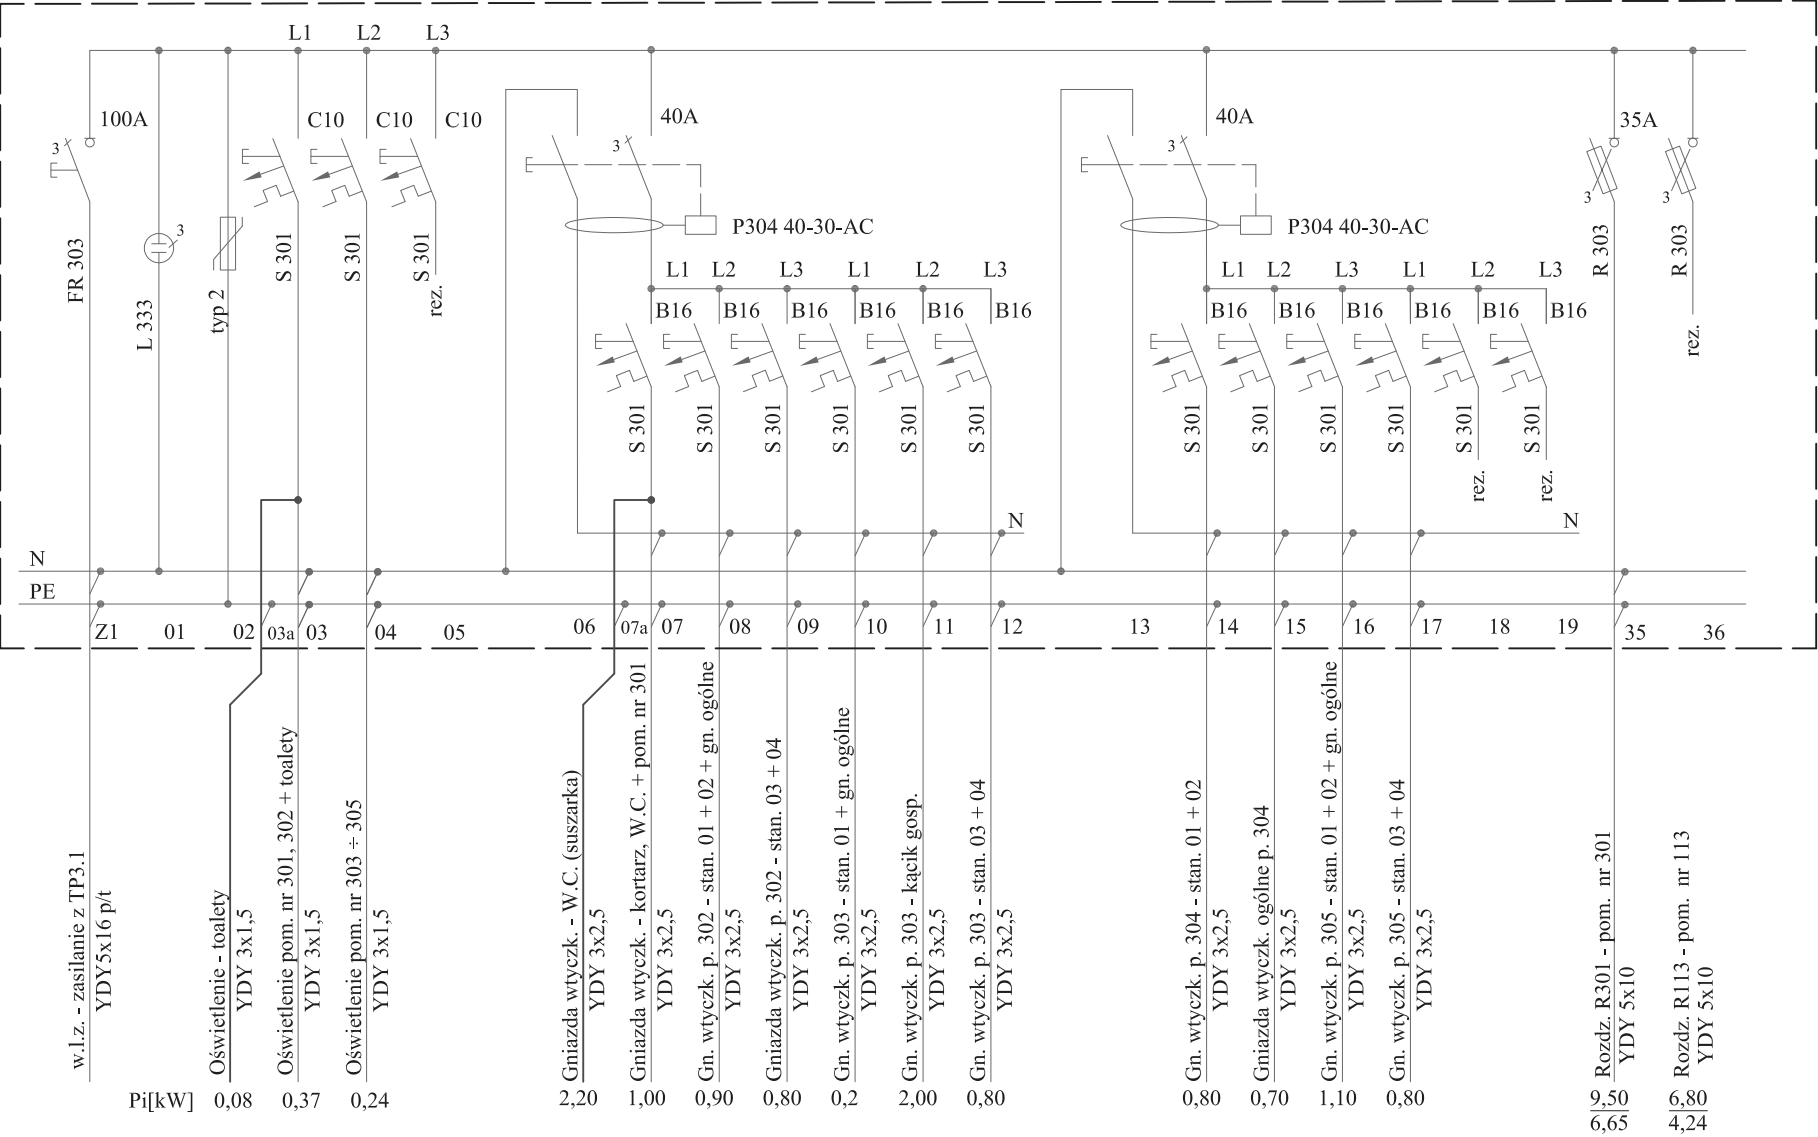 L1 L2 L3
100A C10 C10 C10 40A 40A 35A
3 3 3 3 3 3
FR 303
L 333
typ 2
S 301
S 301
S 301
rez.
P304 40-30-AC
P304 40-30-AC
R 303
R 303
rez.
L1 L2 L3 L1 L2 L3
L1 L2 L3 L1 L2 L3
B16 B16 B16 B16 B16 B16
B16 B16 B16 B16 B16 B16
S 301
S 301
S 301
S 301
S 301
S 301
S 301
S 301
S 301
S 301
S 301
rez.
S 301
rez.
N N
N
PE
Z1 01 02 03a 03 04 05 06 07a 07 08 09 10 11 12 13 14 15 16 17 18 19 35 36
w.l.z. - zasilanie z TP3.1
YDY5x16 p/t
Oświetlenie - toalety
YDY 3x1,5
Oświetlenie pom. nr 301, 302 + toalety
YDY 3x1,5
Oświetlenie pom. nr 303 ÷ 305
YDY 3x1,5
Gniazda wtyczk. - W.C. (suszarka)
YDY 3x2,5
Gniazda wtyczk. - kortarz, W.C. + pom. nr 301
YDY 3x2,5
Gn. wtyczk. p. 302 - stan. 01 + 02 + gn. ogólne
YDY 3x2,5
Gniazda wtyczk. p. 302 - stan. 03 + 04
YDY 3x2,5
Gn. wtyczk. p. 303 - stan. 01 + gn. ogólne
YDY 3x2,5
Gn. wtyczk. p. 303 - kącik gosp.
YDY 3x2,5
Gn. wtyczk. p. 303 - stan. 03 + 04
YDY 3x2,5
Gn. wtyczk. p. 304 - stan. 01 + 02
YDY 3x2,5
Gniazda wtyczk. ogólne p. 304
YDY 3x2,5
Gn. wtyczk. p. 305 - stan. 01 + 02 + gn. ogólne
YDY 3x2,5
Gn. wtyczk. p. 305 - stan. 03 + 04
YDY 3x2,5
Rozdz. R301 - pom. nr 301
YDY 5x10
Rozdz. R113 - pom. nr 113
YDY 5x10
Pi[kW] 0,08 0,37 0,24 2,20 1,00 0,90 0,80 0,2 2,00 0,80 0,80 0,70 1,10 0,80 9,50 6,80
6,65 4,24